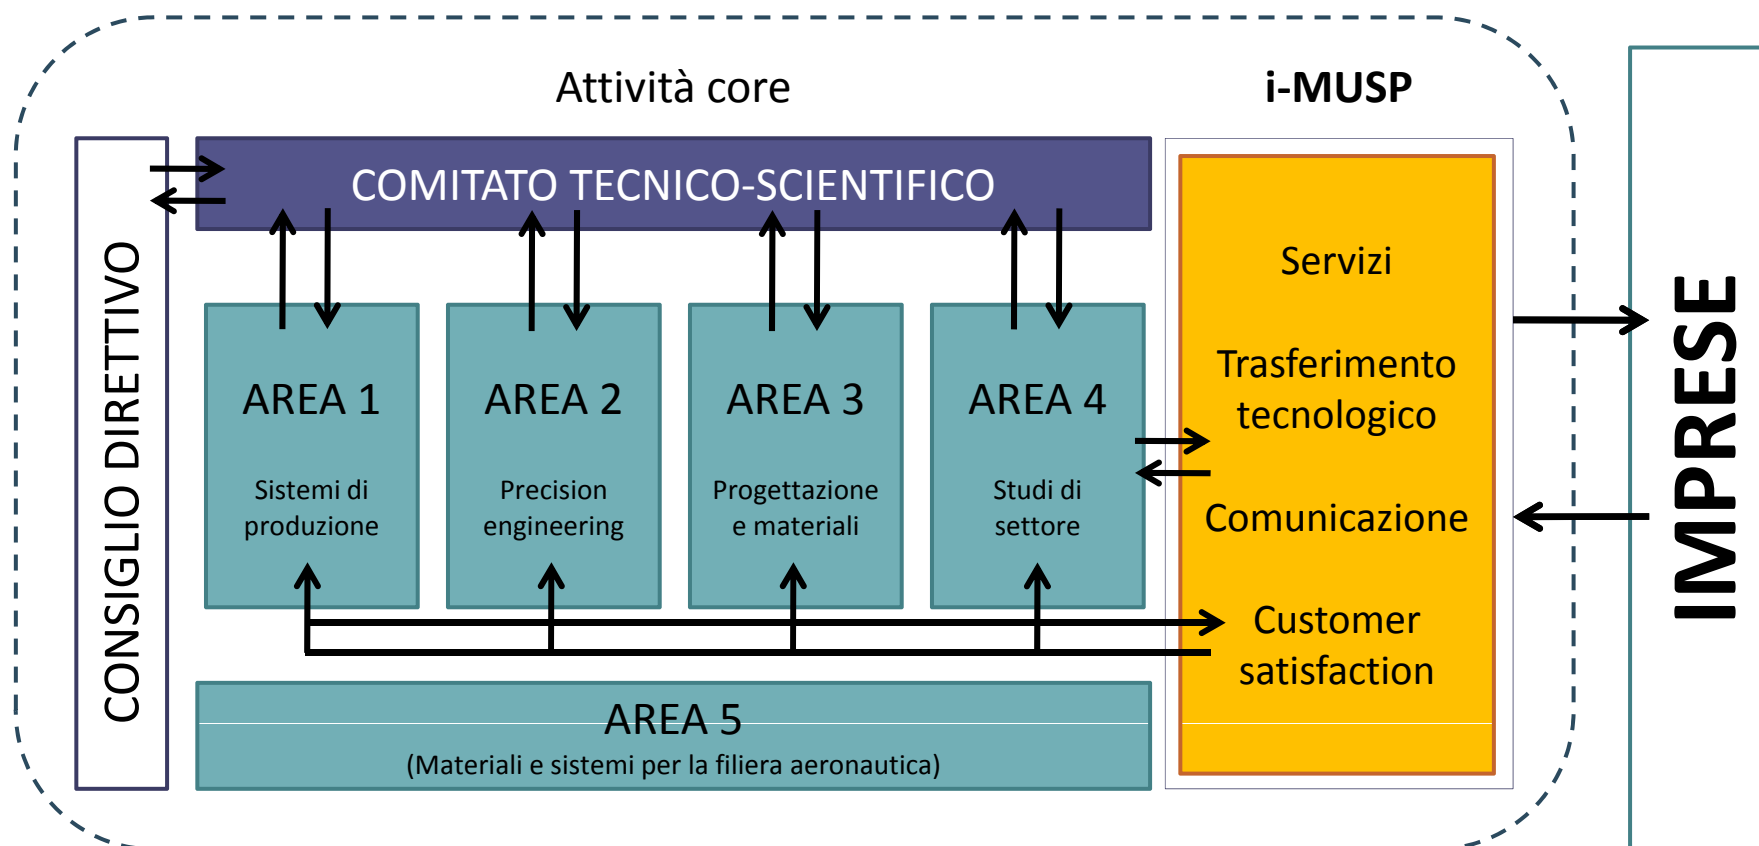 Attività core
i-MUSP
CONSIGLIO DIRETTIVO
COMITATO TECNICO-SCIENTIFICO
AREA 1
Sistemi di
produzione
AREA 2
Precision
engineering
AREA 3
Progettazione
e materiali
AREA 4
Studi di
settore
AREA 5
(Materiali e sistemi per la filiera aeronautica)
Servizi
Trasferimento
tecnologico
Comunicazione
Customer
satisfaction
IMPRESE